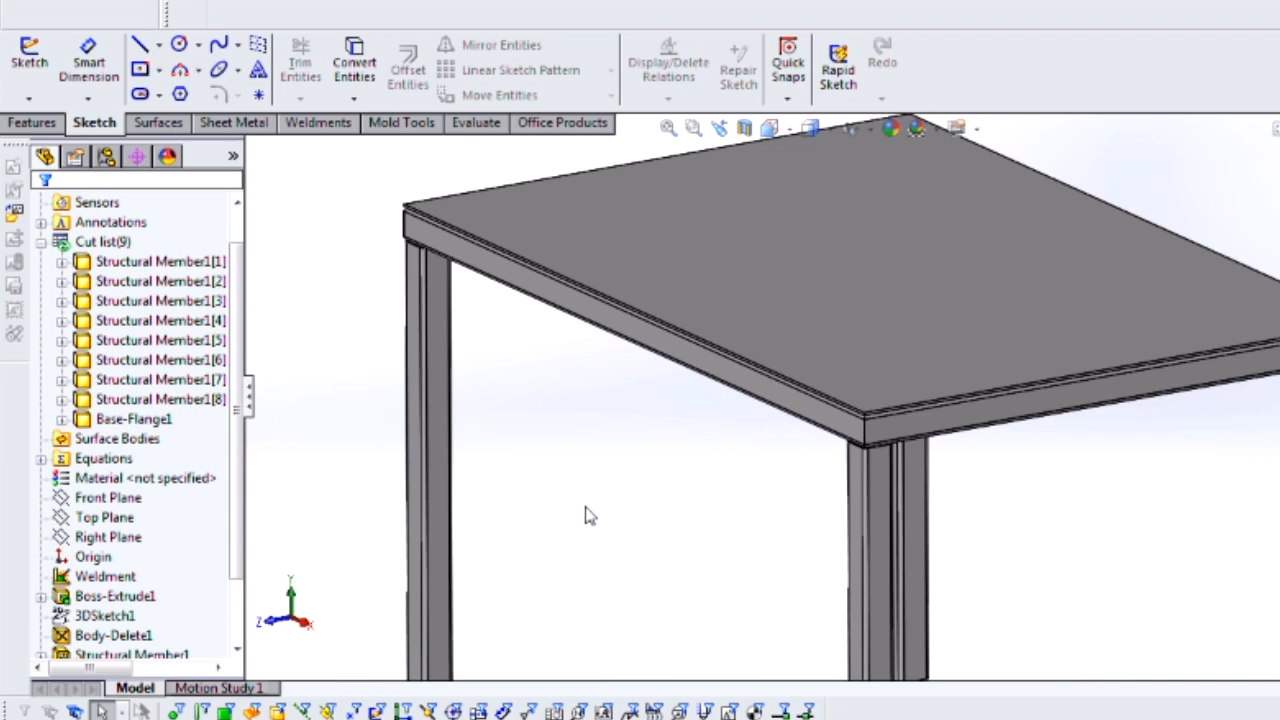 Sketch
Smart Dimension
Trim Entities
Convert Entities
Offset Entities
Mirror Entities
Linear Sketch Pattern
Move Entities
Display/Delete Relations
Repair Sketch
Quick Snaps
Rapid Sketch
Redo
Features Sketch Surfaces Sheet Metal Weldments Mold Tools Evaluate Office Products
Sensors
Annotations
Cut list(9)
Structural Member1[1]
Structural Member1[2]
Structural Member1[3]
Structural Member1[4]
Structural Member1[5]
Structural Member1[6]
Structural Member1[7]
Structural Member1[8]
Base-Flange1
Surface Bodies
Equations
Material <not specified>
Front Plane
Top Plane
Right Plane
Origin
Weldment
Boss-Extrude1
3DSketch1
Body-Delete1
Structural Member1
Y
Z
X
Model Motion Study 1